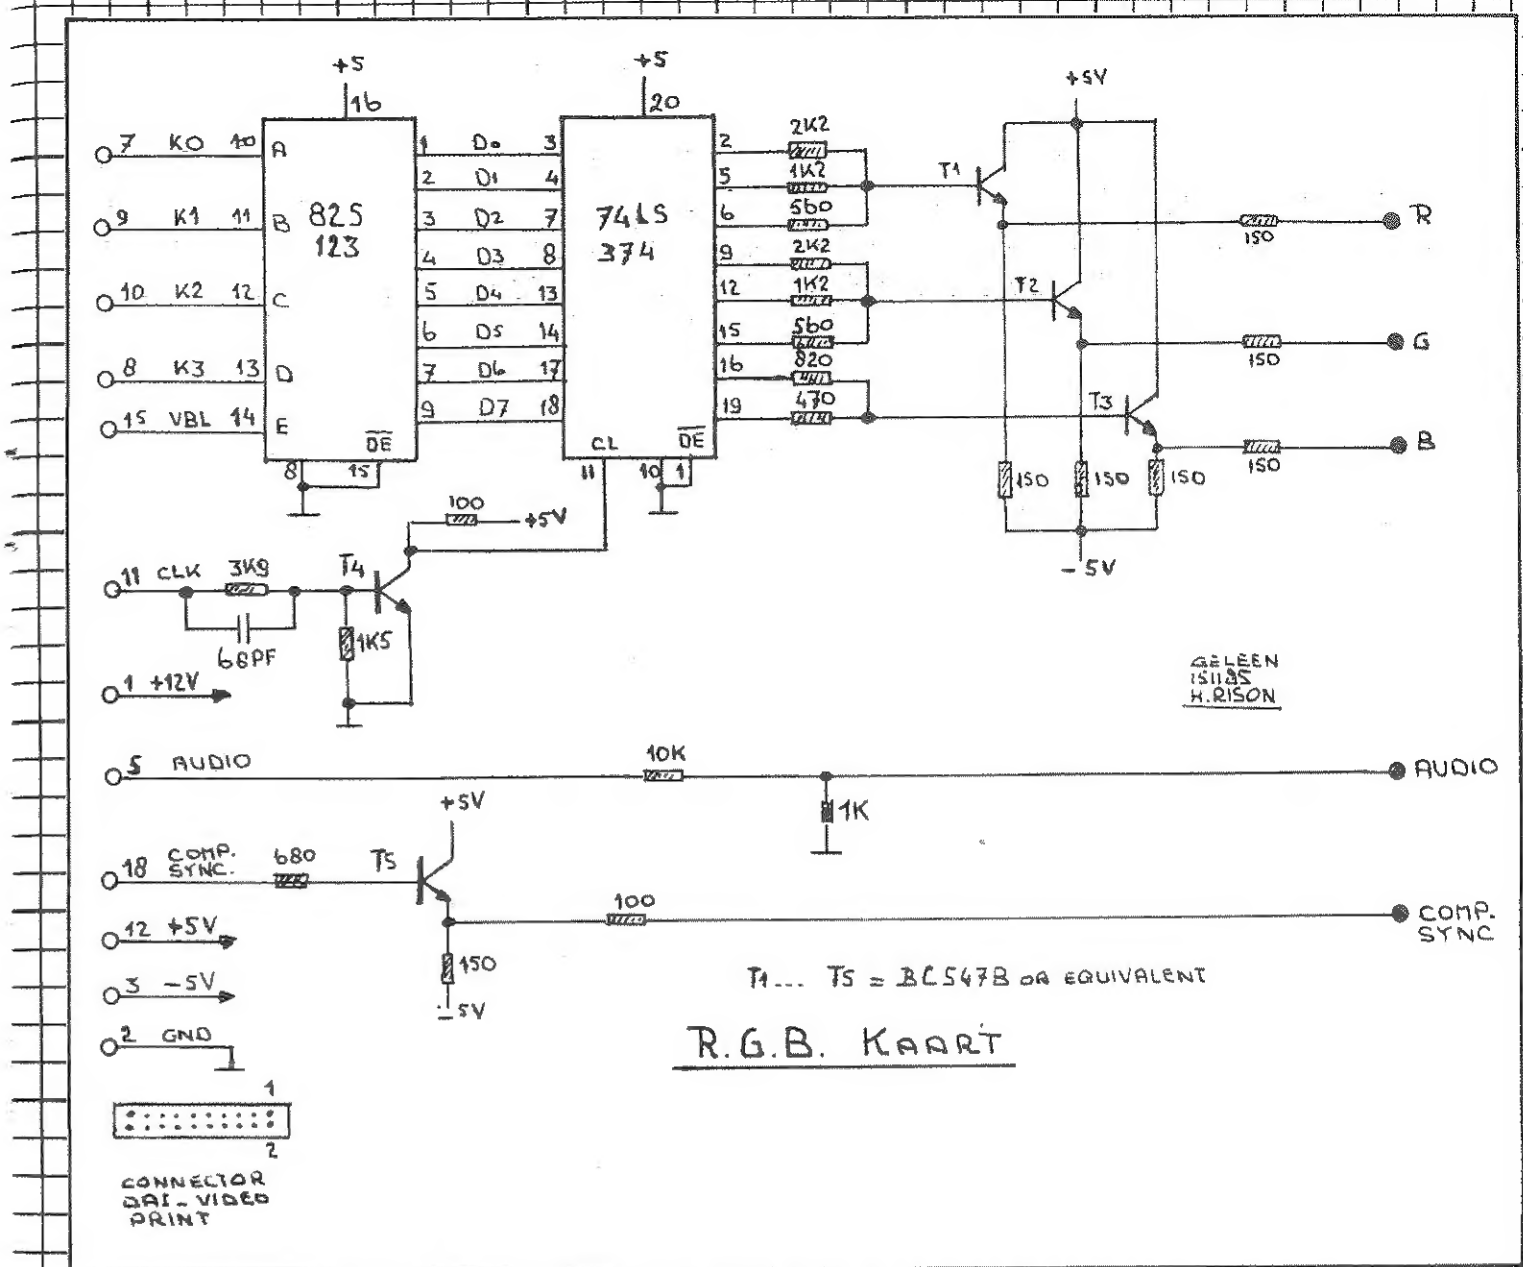 +5
16
+5
20
+5V
7 K0 10 A
9 K1 11 B
10 K2 12 C
8 K3 13 D
15 VBL 14 E
82S
123
OE
8 15
1 D0 3
2 D1 4
3 D2 7
4 D3 8
5 D4 13
6 D5 14
7 D6 17
9 D7 18
74LS
374
CL OE
11 10 1
2 2K2
5 1K2
6 560
9 2K2
12 1K2
15 560
16 820
19 470
T1
T2
T3
150 R
150 G
150 B
150 150 150
-5V
100 +5V
11 CLK 3K9 T4
68PF
1K5
1 +12V
GELEEN
151185
H.RISON
5 AUDIO 10K AUDIO
1K
+5V
18 COMP.
SYNC. 680 T5
100 COMP.
SYNC
12 +5V
150
3 -5V
-5V
2 GND
T1... T5 = BC547B OR EQUIVALENT
R.G.B. KAART
1
2
CONNECTOR
DAI-VIDEO
PRINT